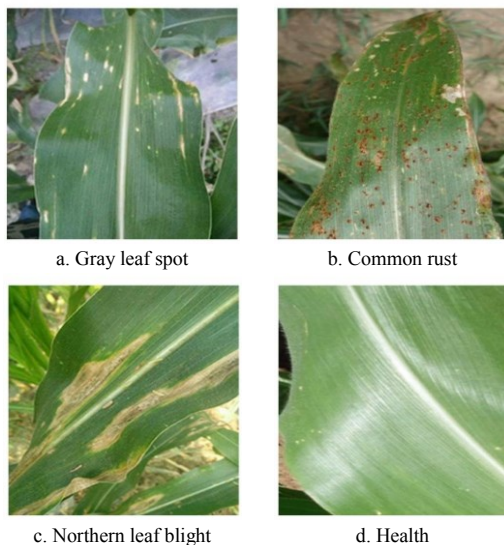 a. Gray leaf spot
b. Common rust
c. Northern leaf blight
d. Health